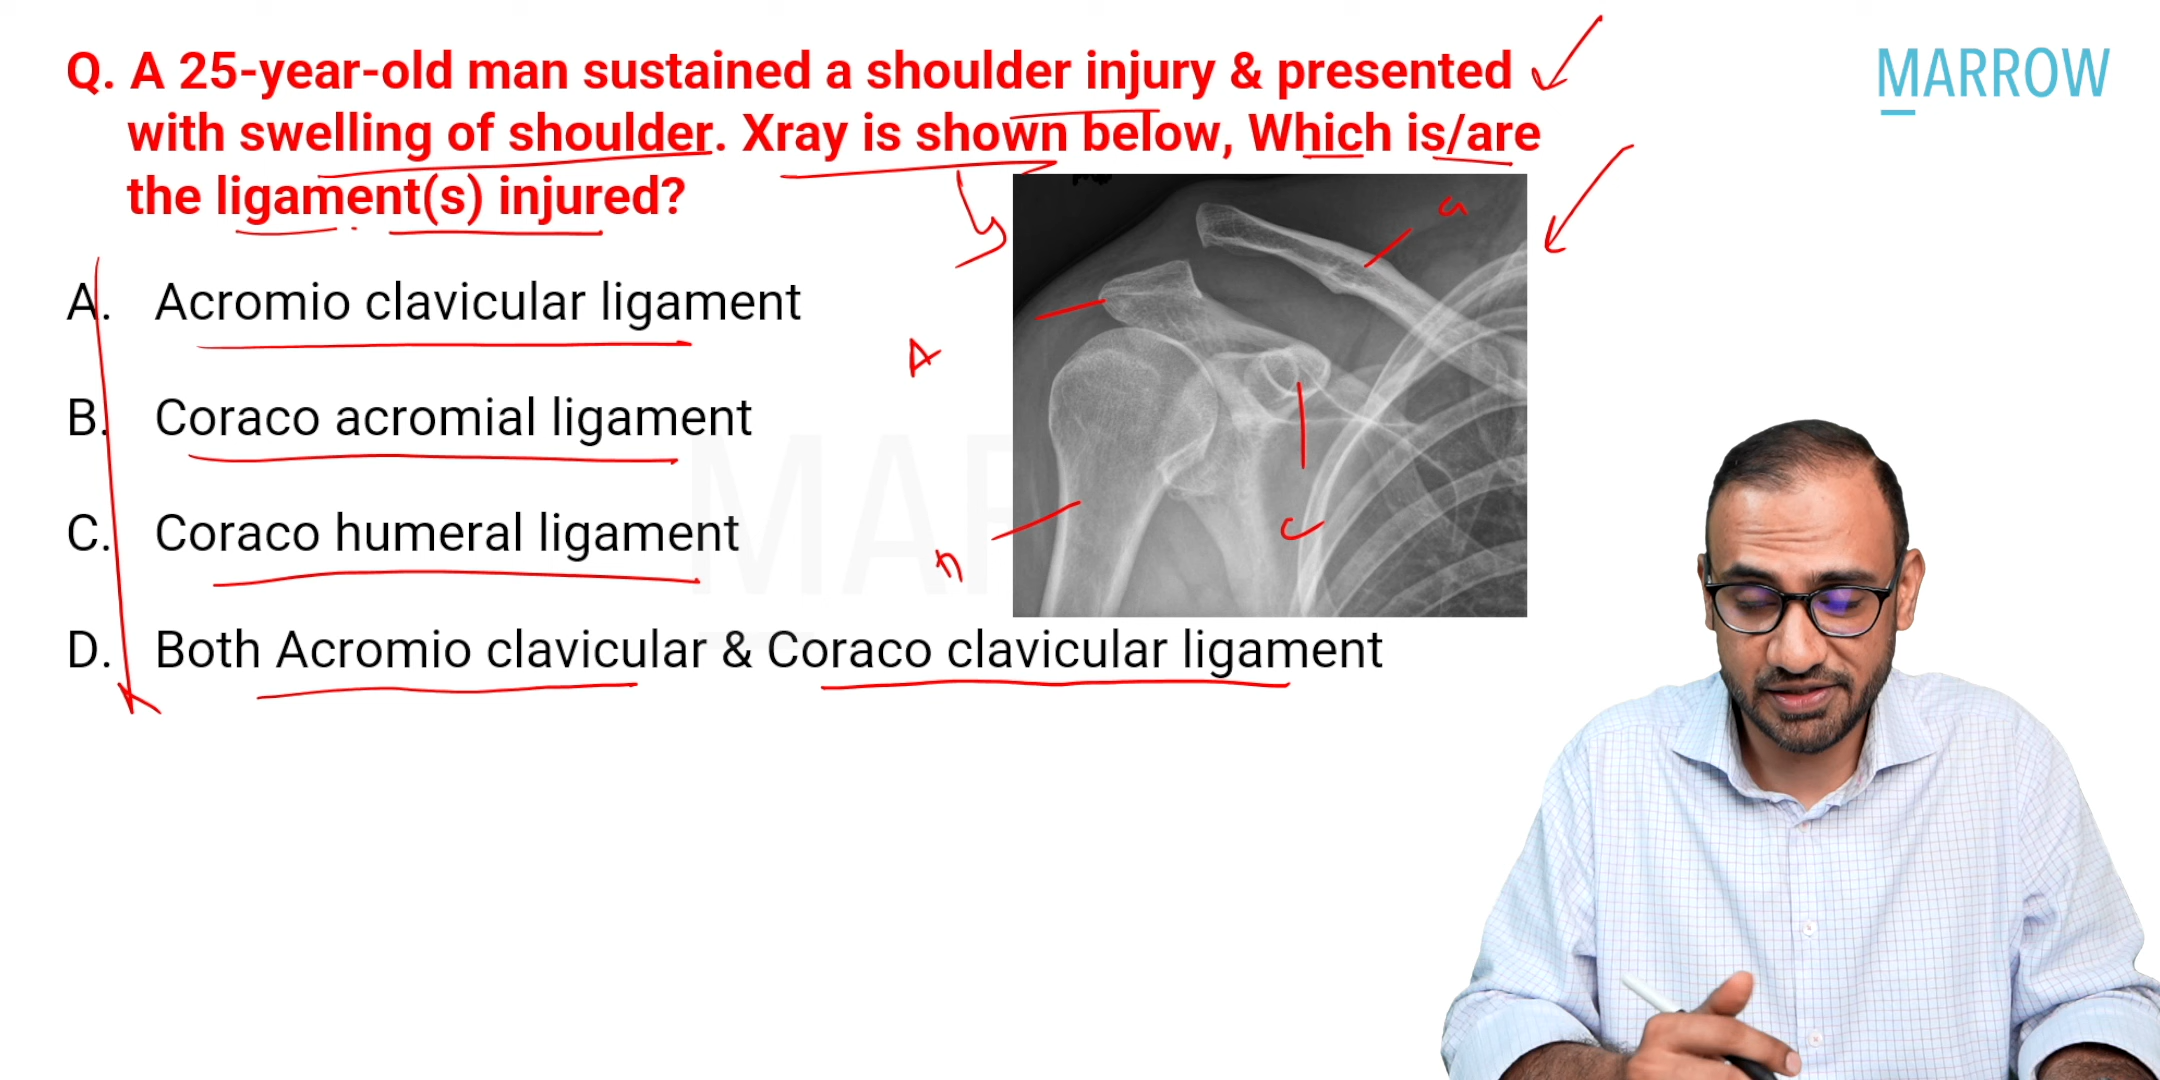 Q. A 25-year-old man sustained a shoulder injury & presented
with swelling of shoulder. Xray is shown below, Which is/are
the ligament(s) injured?
MARROW
A. Acromio clavicular ligament
B. Coraco acromial ligament
C. Coraco humeral ligament
D. Both Acromio clavicular & Coraco clavicular ligament
A
C